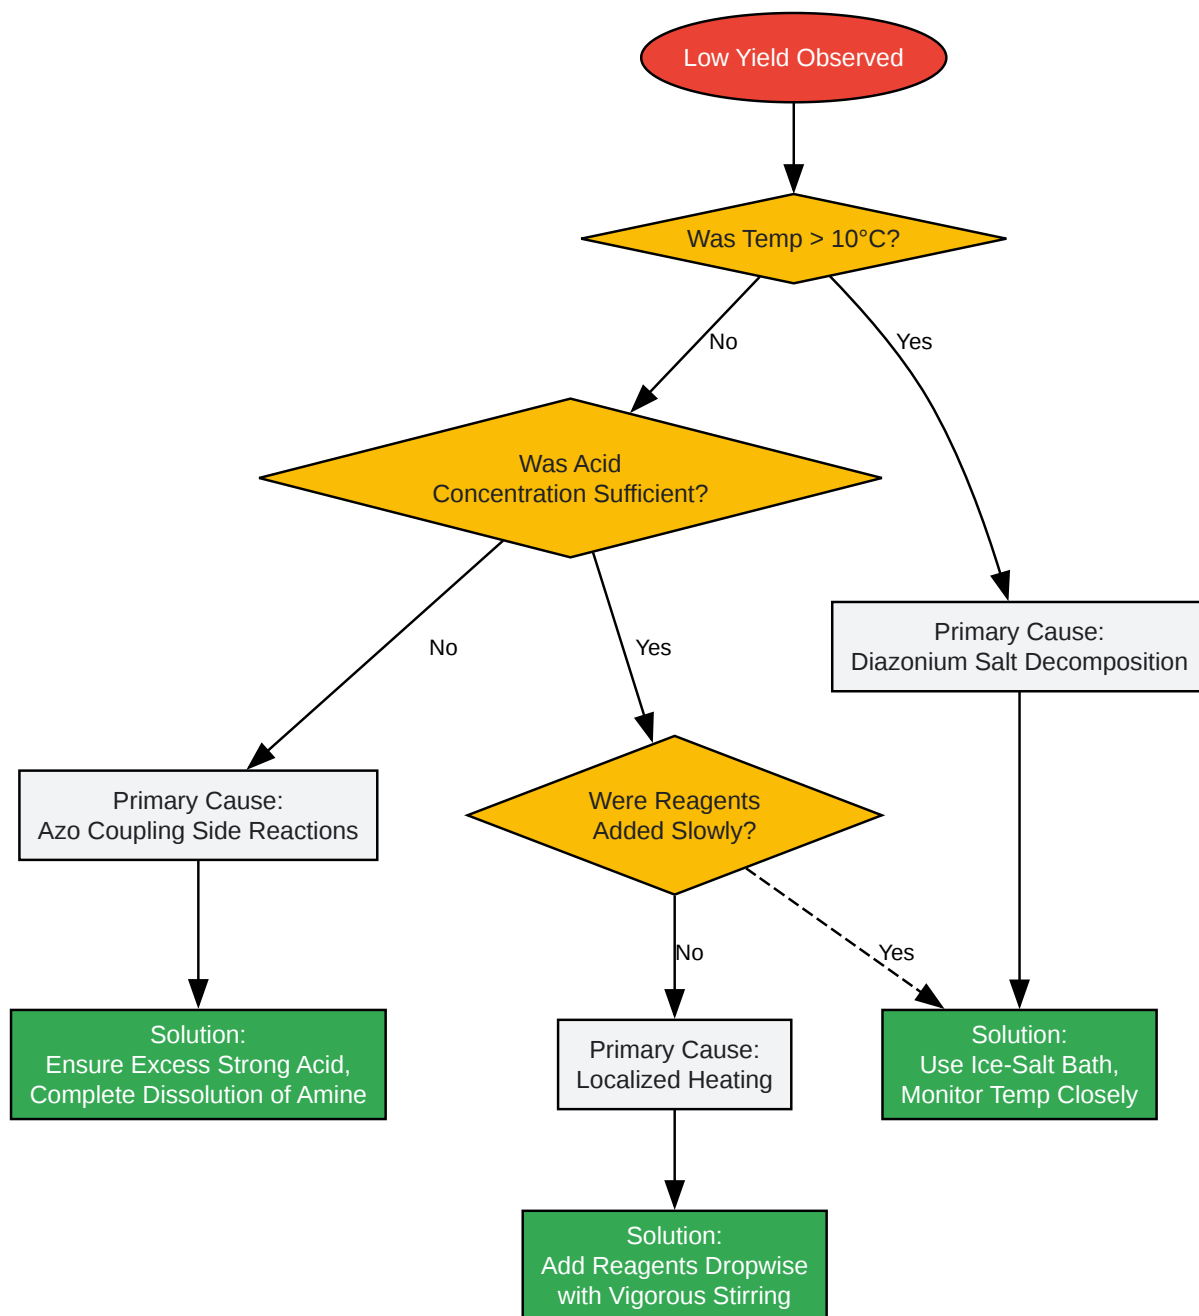 Low Yield Observed
Was Temp > 10°C?
No
Yes
Was Acid
Concentration Sufficient?
No
Yes
Primary Cause:
Diazonium Salt Decomposition
Primary Cause:
Azo Coupling Side Reactions
Were Reagents
Added Slowly?
No
Yes
Solution:
Ensure Excess Strong Acid,
Complete Dissolution of Amine
Primary Cause:
Localized Heating
Solution:
Use Ice-Salt Bath,
Monitor Temp Closely
Solution:
Add Reagents Dropwise
with Vigorous Stirring